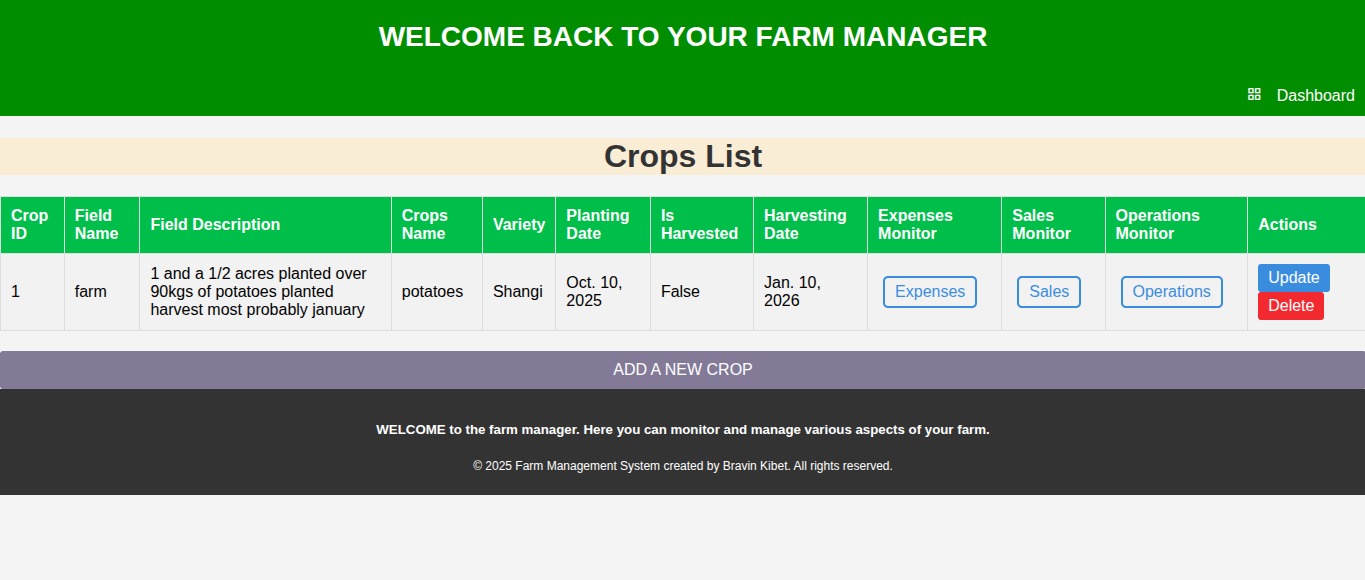 WELCOME BACK TO YOUR FARM MANAGER
Dashboard
Crops List
Crop ID
Field Name
Field Description
Crops Name
Variety
Planting Date
Is Harvested
Harvesting Date
Expenses Monitor
Sales Monitor
Operations Monitor
Actions
1
farm
1 and a 1/2 acres planted over
90kgs of potatoes planted
harvest most probably january
potatoes
Shangi
Oct. 10,
2025
False
Jan. 10,
2026
Expenses
Sales
Operations
Update
Delete
ADD A NEW CROP
WELCOME to the farm manager. Here you can monitor and manage various aspects of your farm.
© 2025 Farm Management System created by Bravin Kibet. All rights reserved.